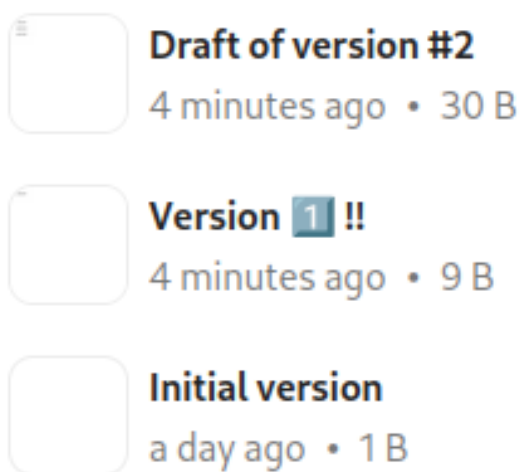 Draft of version #2
4 minutes ago • 30 B
Version 1️⃣ !!
4 minutes ago • 9 B
Initial version
a day ago • 1 B